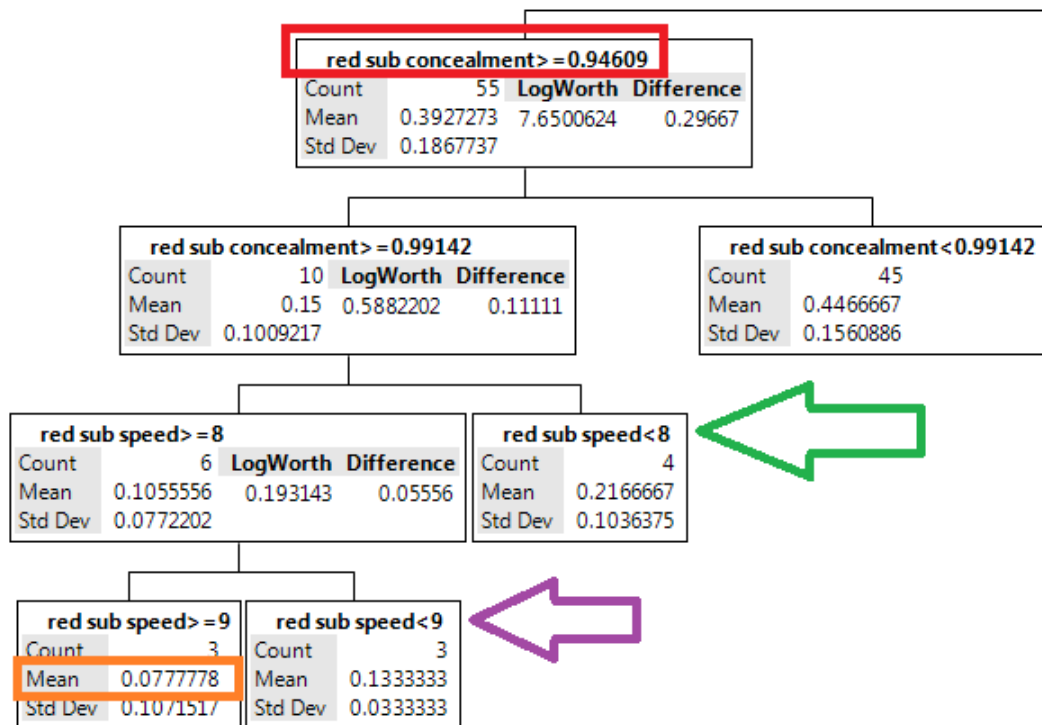 red sub concealment>=0.94609
Count 55 LogWorth Difference
Mean 0.3927273 7.6500624 0.29667
Std Dev 0.1867737
red sub concealment>=0.99142
Count 10 LogWorth Difference
Mean 0.15 0.5882202 0.11111
Std Dev 0.1009217
red sub concealment<0.99142
Count 45
Mean 0.4466667
Std Dev 0.1560886
red sub speed>=8
Count 6 LogWorth Difference
Mean 0.1055556 0.193143 0.05556
Std Dev 0.0772202
red sub speed<8
Count 4
Mean 0.2166667
Std Dev 0.1036375
red sub speed>=9
Count 3
Mean 0.0777778
Std Dev 0.1071517
red sub speed<9
Count 3
Mean 0.1333333
Std Dev 0.0333333